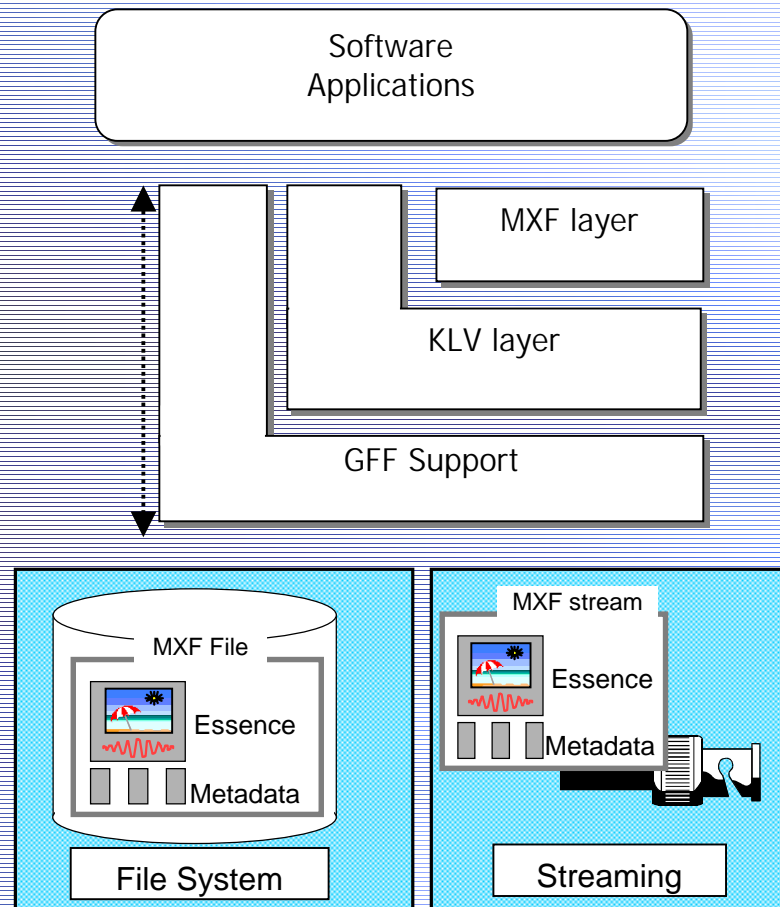 Software
Applications
MXF layer
KLV layer
GFF Support
MXF File
Essence
Metadata
File System
MXF stream
Essence
Metadata
Streaming